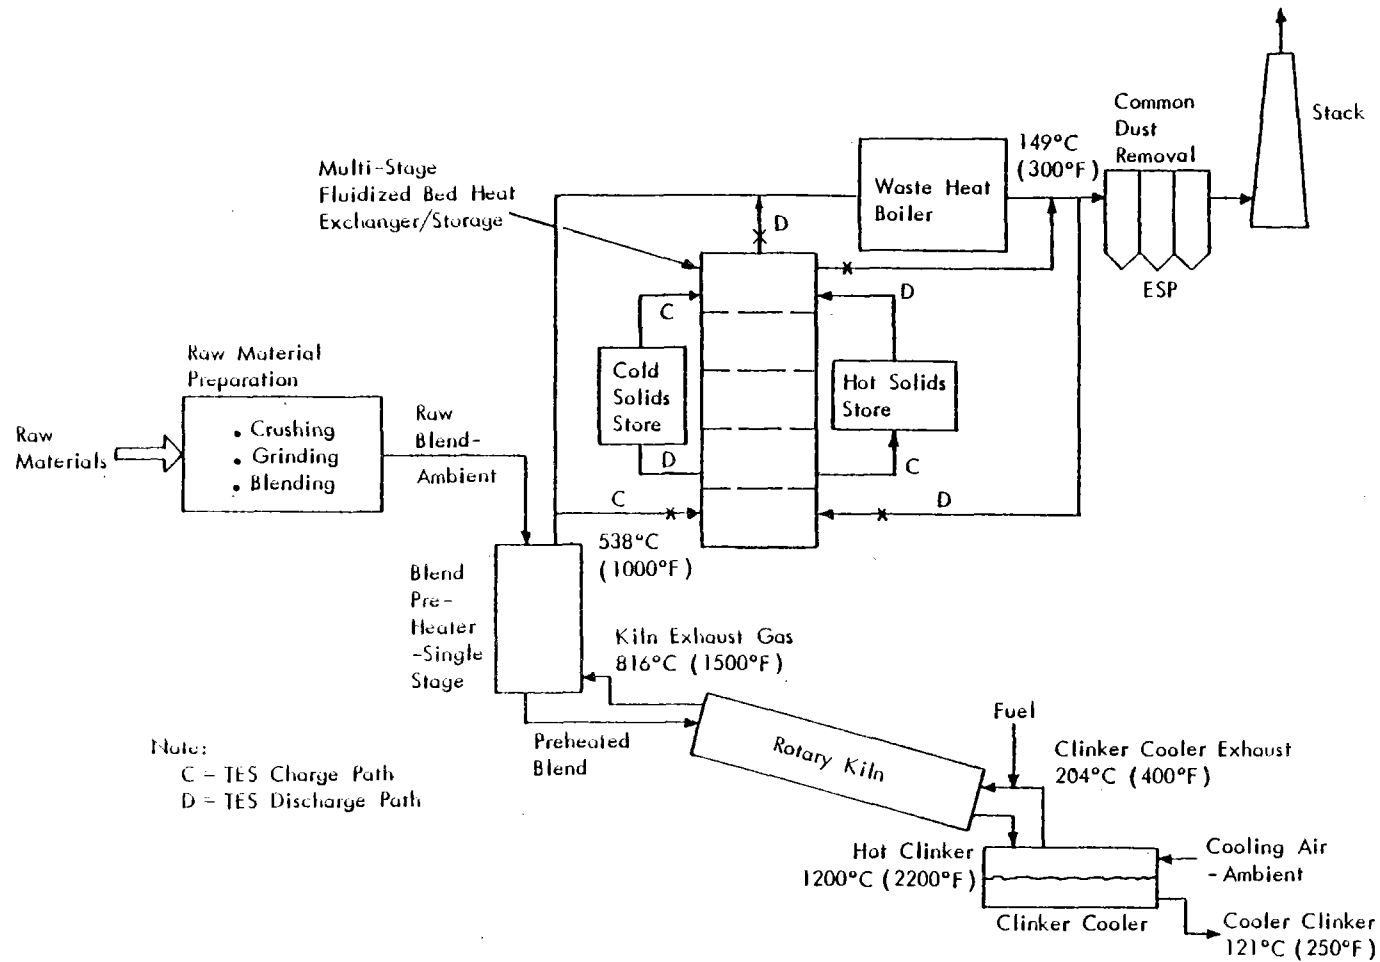 Stack
Common
Dust
Removal
149°C
(300°F)
Multi-Stage
Fluidized Bed Heat
Exchanger/Storage
Waste Heat
Boiler
D
ESP
D
C
Cold
Solids
Store
Hot Solids
Store
D
C
C
D
Raw Material
Preparation
• Crushing
• Grinding
• Blending
Raw
Materials
Raw
Blend-
Ambient
538°C
(1000°F)
Blend
Pre-
Heater
-Single
Stage
Kiln Exhaust Gas
816°C (1500°F)
Preheated
Blend
Rotary Kiln
Fuel
Clinker Cooler Exhaust
204°C (400°F)
Note:
C - TES Charge Path
D - TES Discharge Path
Hot Clinker
1200°C (2200°F)
Cooling Air
- Ambient
Clinker Cooler
Cooler Clinker
121°C (250°F)